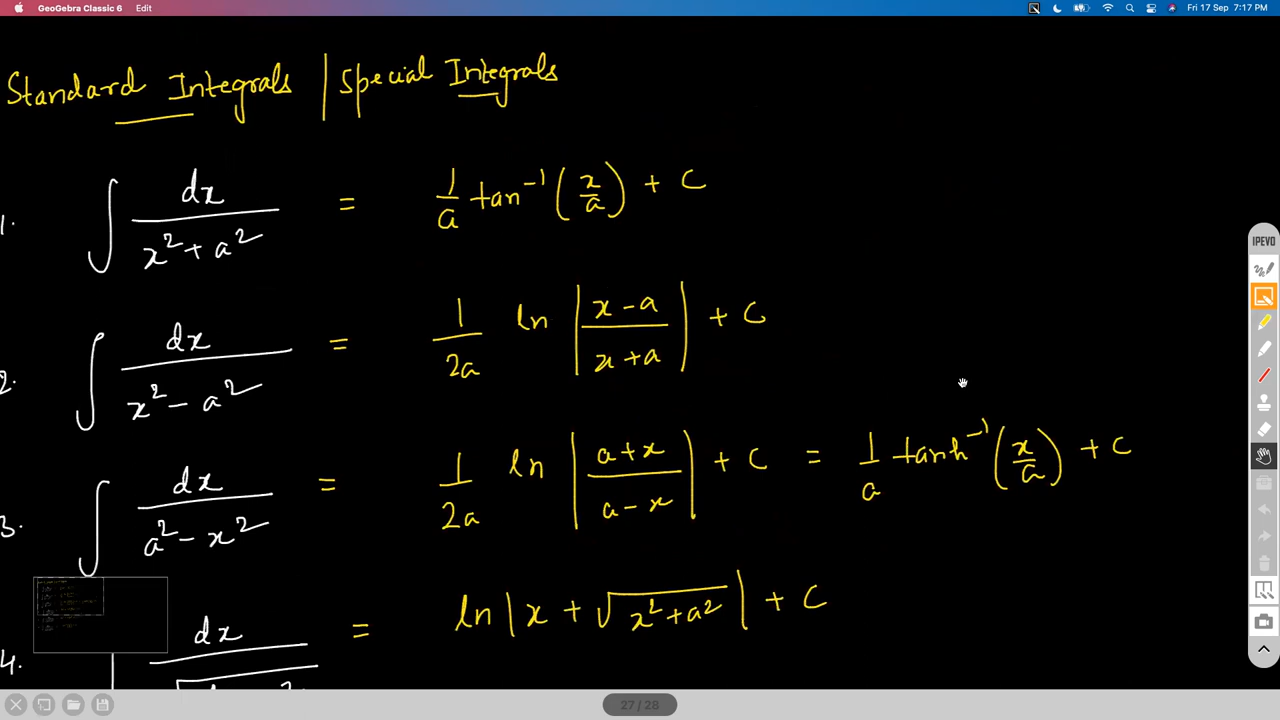 GeoGebra Classic 6 Edit Fri 17 Sep 7:17 PM
Standard Integrals | Special Integrals
1. ∫ dx / (x² + a²) = 1/a tan⁻¹ (x/a) + c
2. ∫ dx / (x² − a²) = 1/2a ln |(x − a)/(x + a)| + c
3. ∫ dx / (a² − x²) = 1/2a ln |(a + x)/(a − x)| + c = 1/a tanh⁻¹ (x/a) + c
4. dx = ln |x + √(x² + a²)| + c
IPEVO
27 / 28